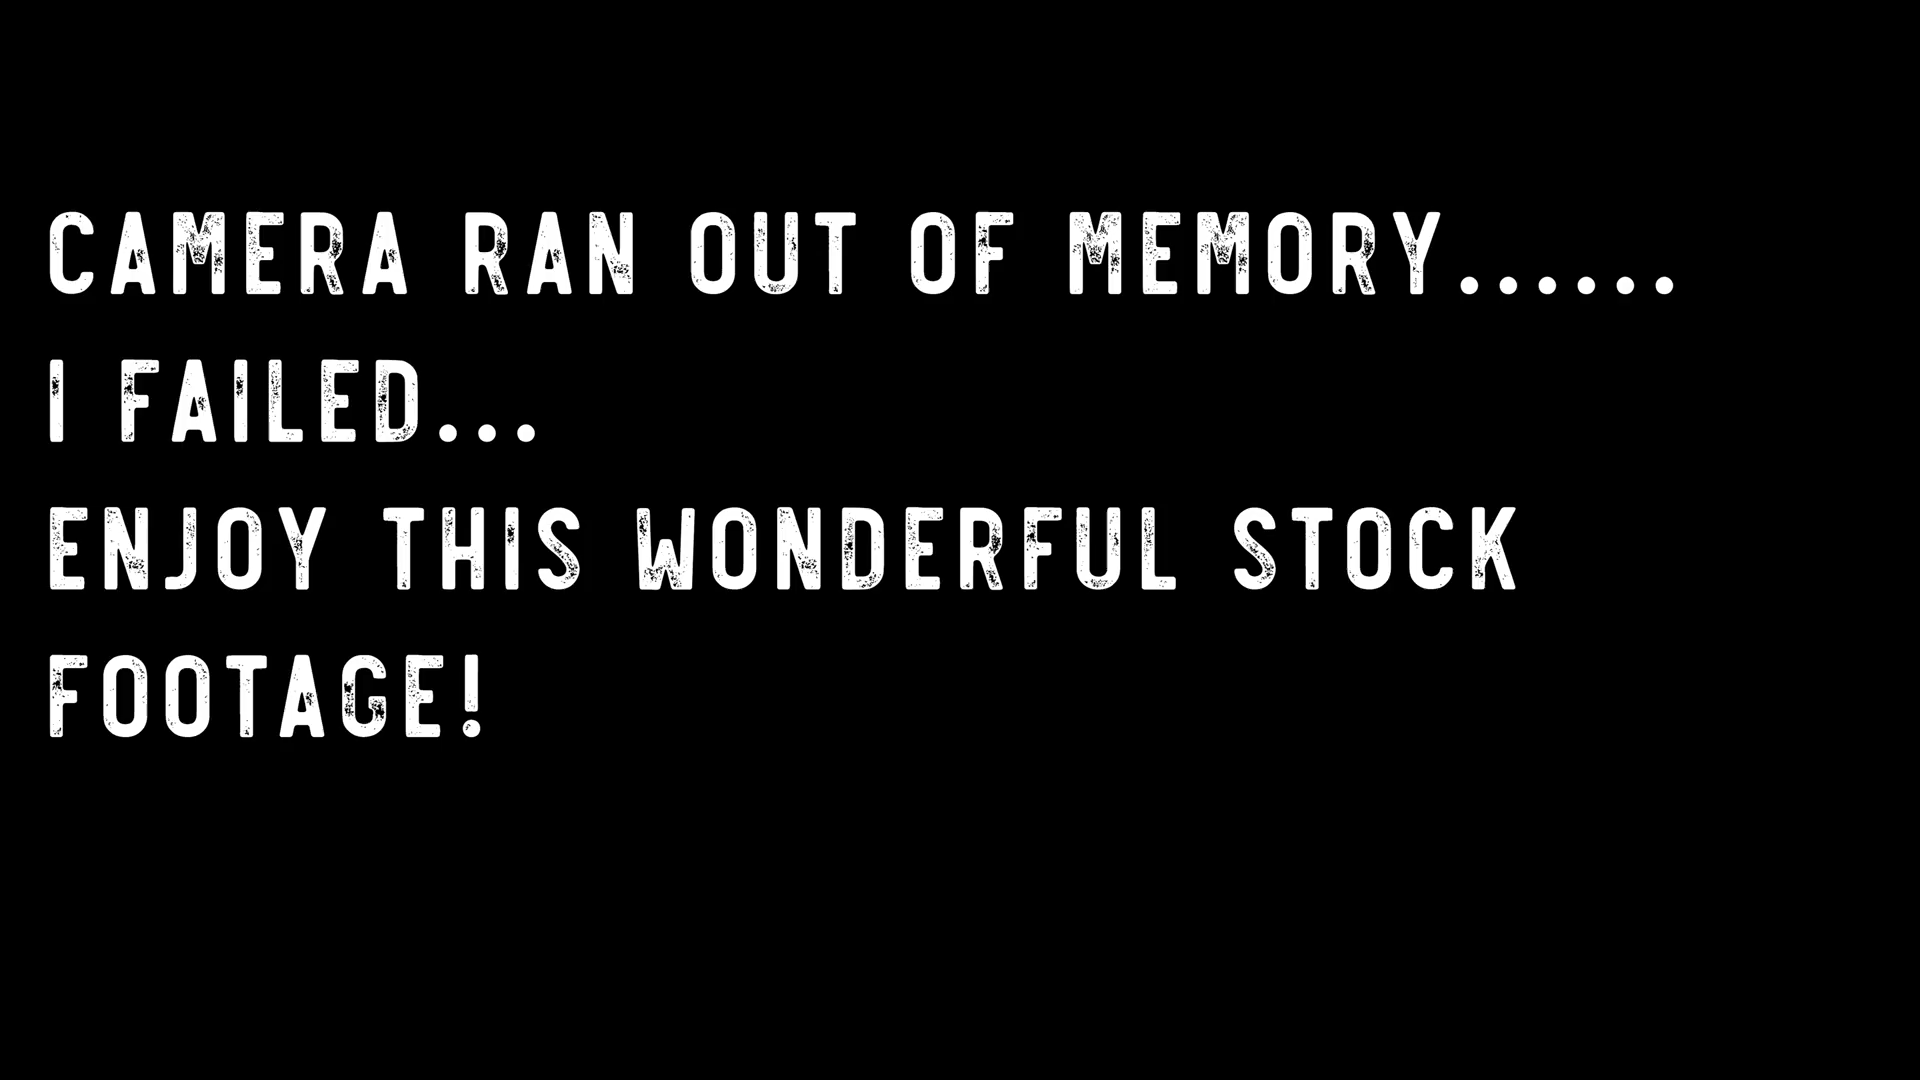 CAMERA RAN OUT OF MEMORY......
I FAILED...
ENJOY THIS WONDERFUL STOCK
FOOTAGE!